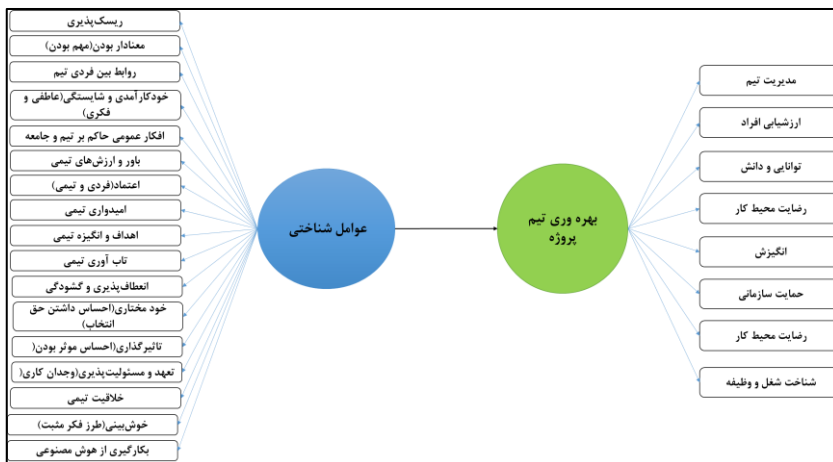 ریسک‌پذیری
معنادار بودن(مهم بودن)
روابط بین فردی تیم
خودکارآمدی و شایستگی(عاطفی و
فکری)
افکار عمومی حاکم بر تیم و جامعه
باور و ارزش‌های تیمی
اعتماد(فردی و تیمی)
امیدواری تیمی
اهداف و انگیزه تیمی
تاب آوری تیمی
انعطاف‌پذیری و گشودگی
خود مختاری(احساس داشتن حق
انتخاب)
تاثیرگذاری(احساس موثر بودن(
تعهد و مسئولیت‌پذیری(وجدان کاری(
خلاقیت تیمی
خوش‌بینی(طرز فکر مثبت)
بکارگیری از هوش مصنوعی
عوامل شناختی
بهره وری تیم
پروژه
مدیریت تیم
ارزشیابی افراد
توانایی و دانش
رضایت محیط کار
انگیزش
حمایت سازمانی
رضایت محیط کار
شناخت شغل و وظیفه